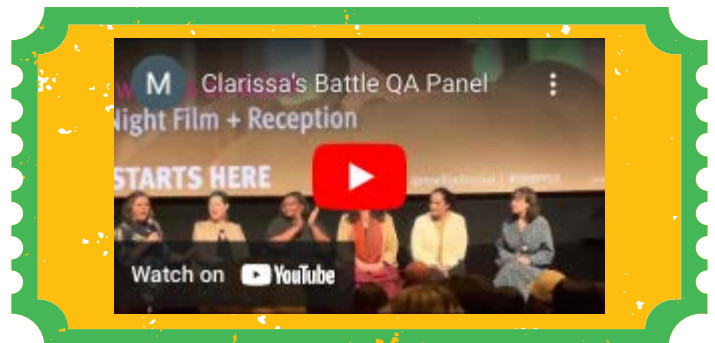 M
Clarissa's Battle QA Panel
Night Film + Reception
STARTS HERE
Watch on YouTube